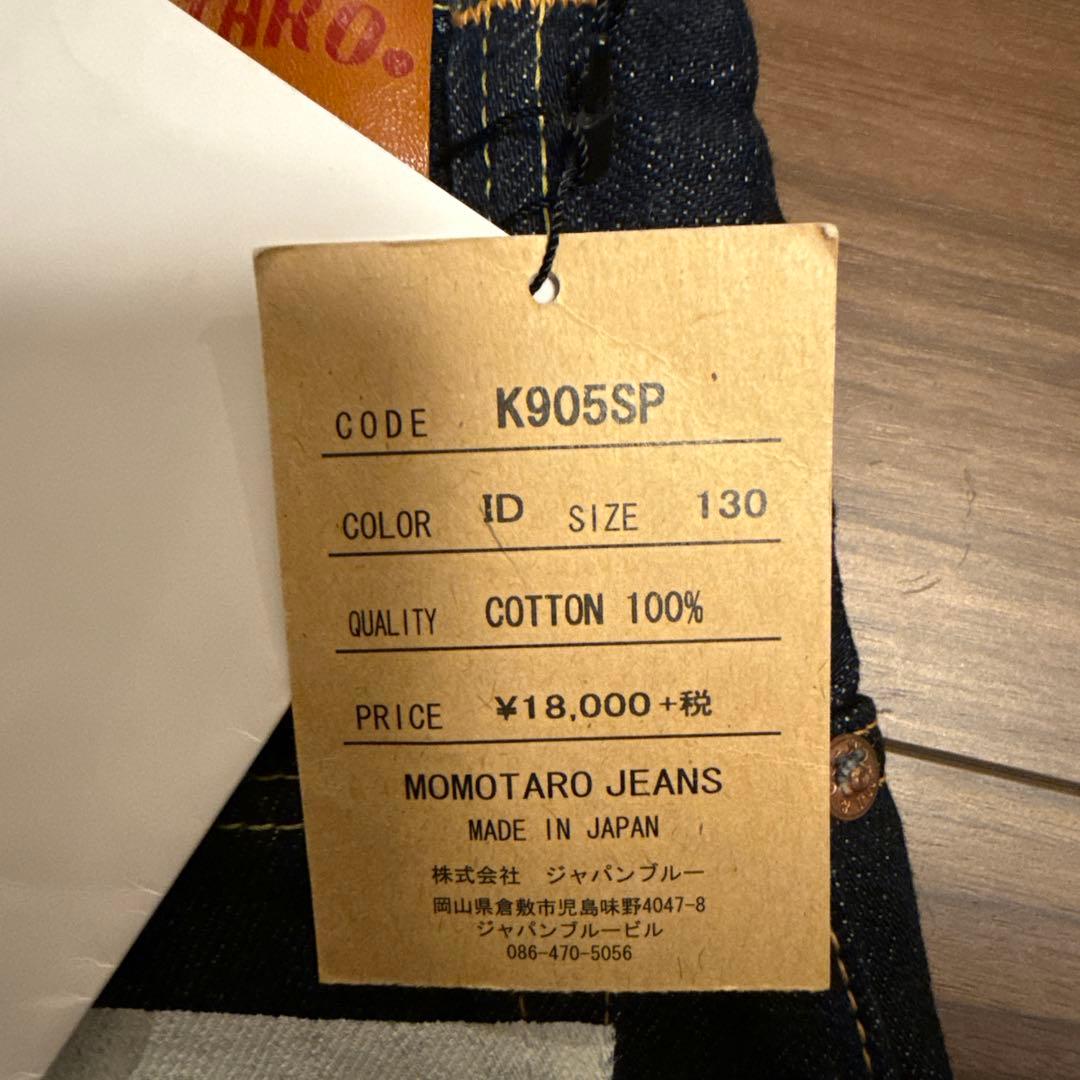 TARO.
CODE K905SP
COLOR ID SIZE 130
QUALITY COTTON 100%
PRICE ¥18,000+税
MOMOTARO JEANS
MADE IN JAPAN
株式会社 ジャパンブルー
岡山県倉敷市児島味野4047-8
ジャパンブルービル
086-470-5056